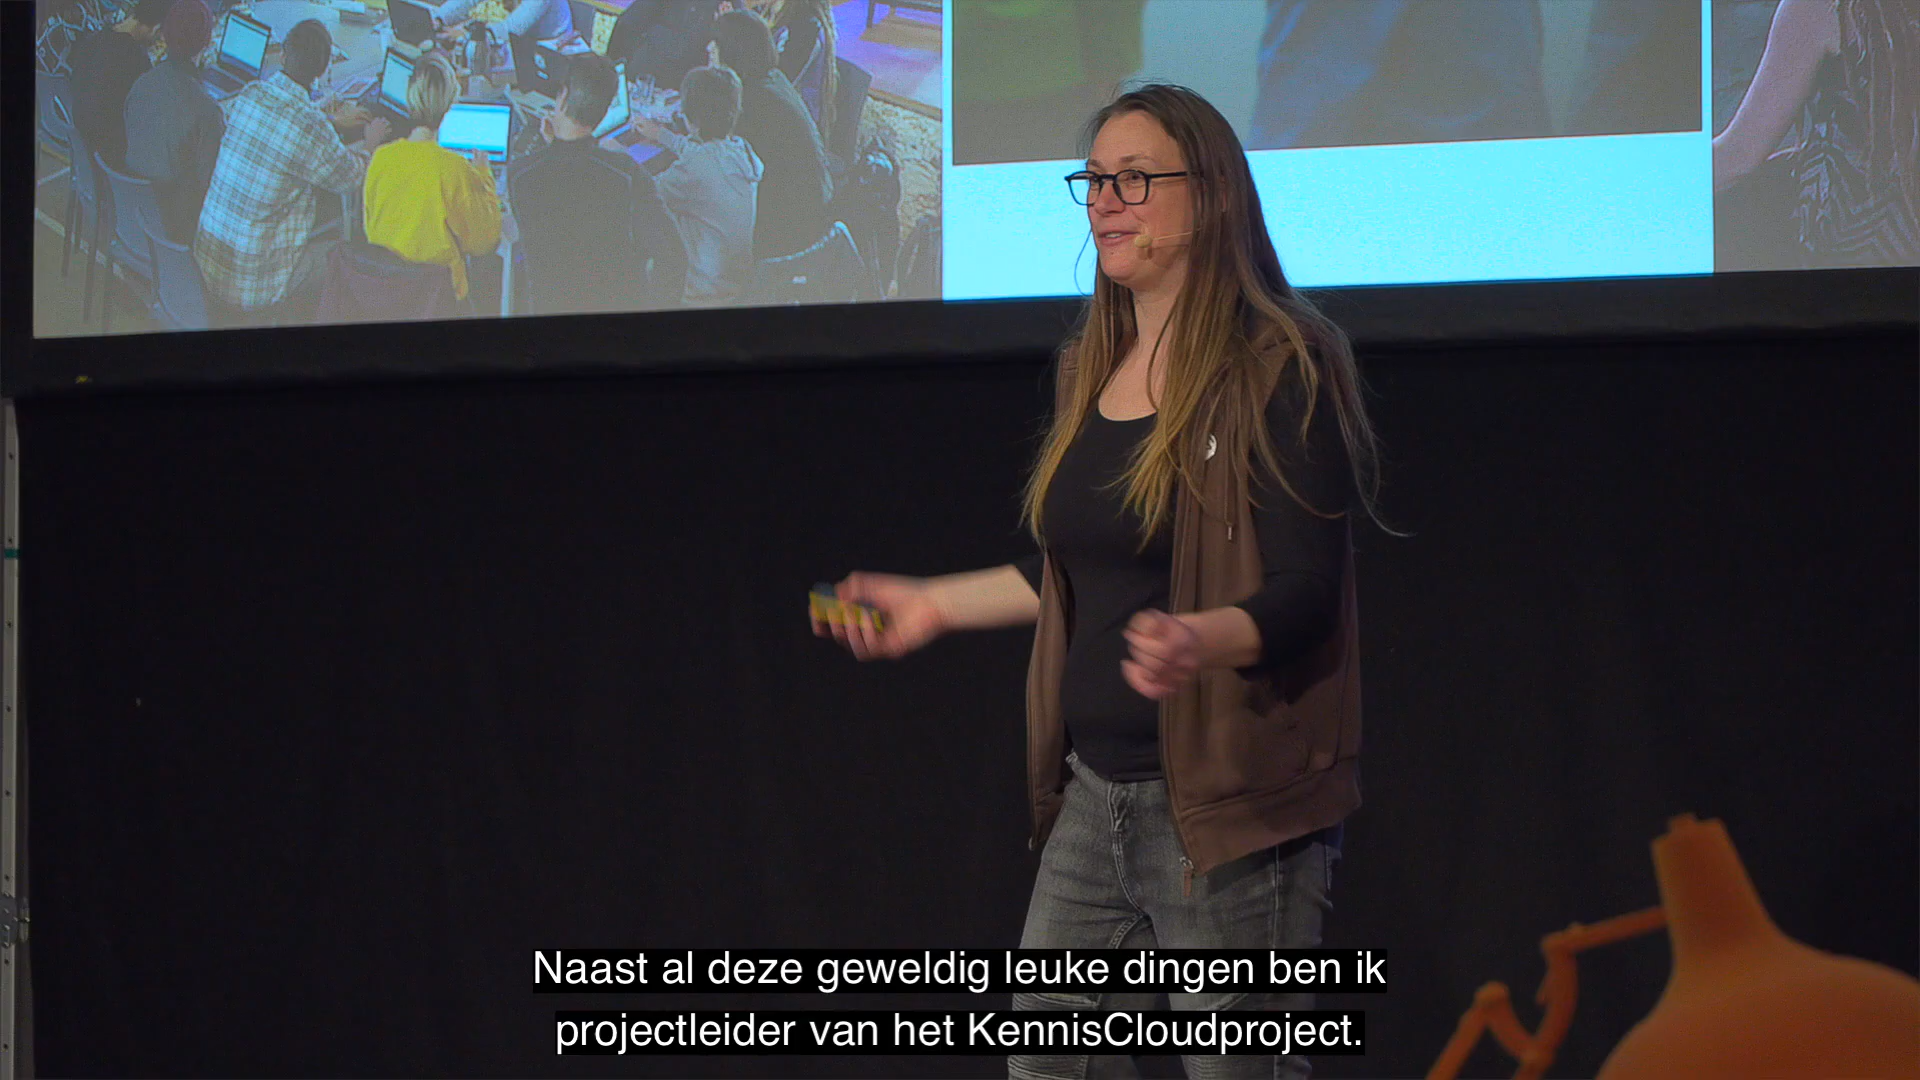 Naast al deze geweldig leuke dingen ben ik
projectleider van het KennisCloudproject.